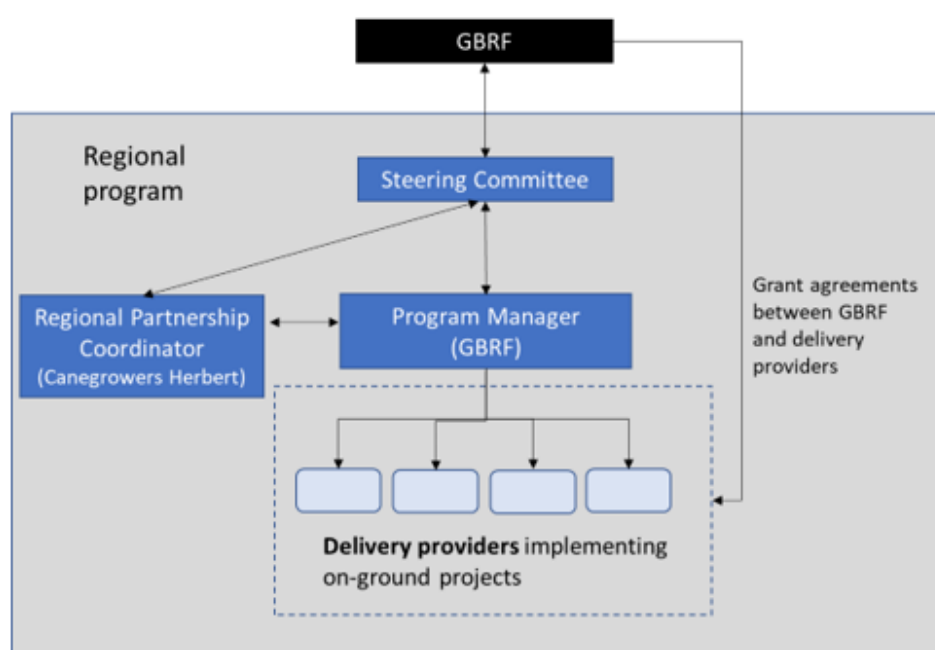 GBRF
Regional
program
Steering Committee
Regional Partnership
Coordinator
(Canegrowers Herbert)
Program Manager
(GBRF)
Grant agreements
between GBRF
and delivery
providers
Delivery providers implementing
on-ground projects